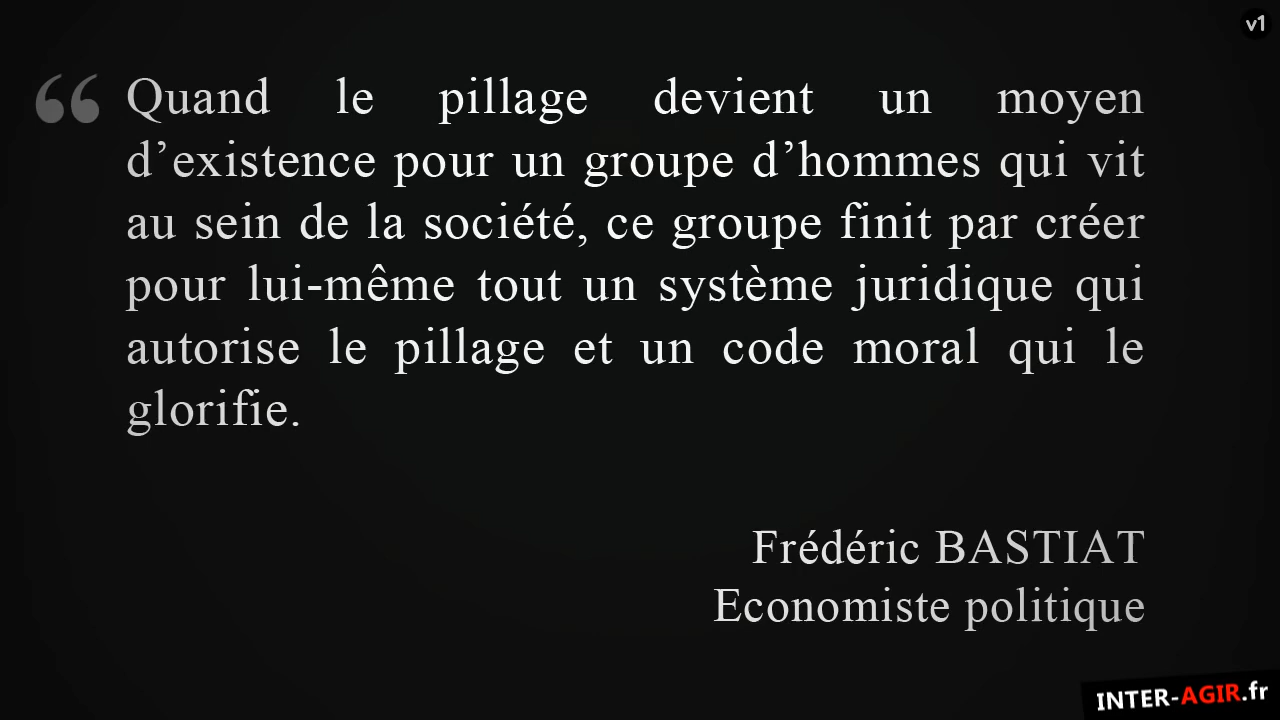 v1
“ Quand le pillage devient un moyen
d’existence pour un groupe d’hommes qui vit
au sein de la société, ce groupe finit par créer
pour lui-même tout un système juridique qui
autorise le pillage et un code moral qui le
glorifie.
Frédéric BASTIAT
Economiste politique
INTER-AGIR.fr